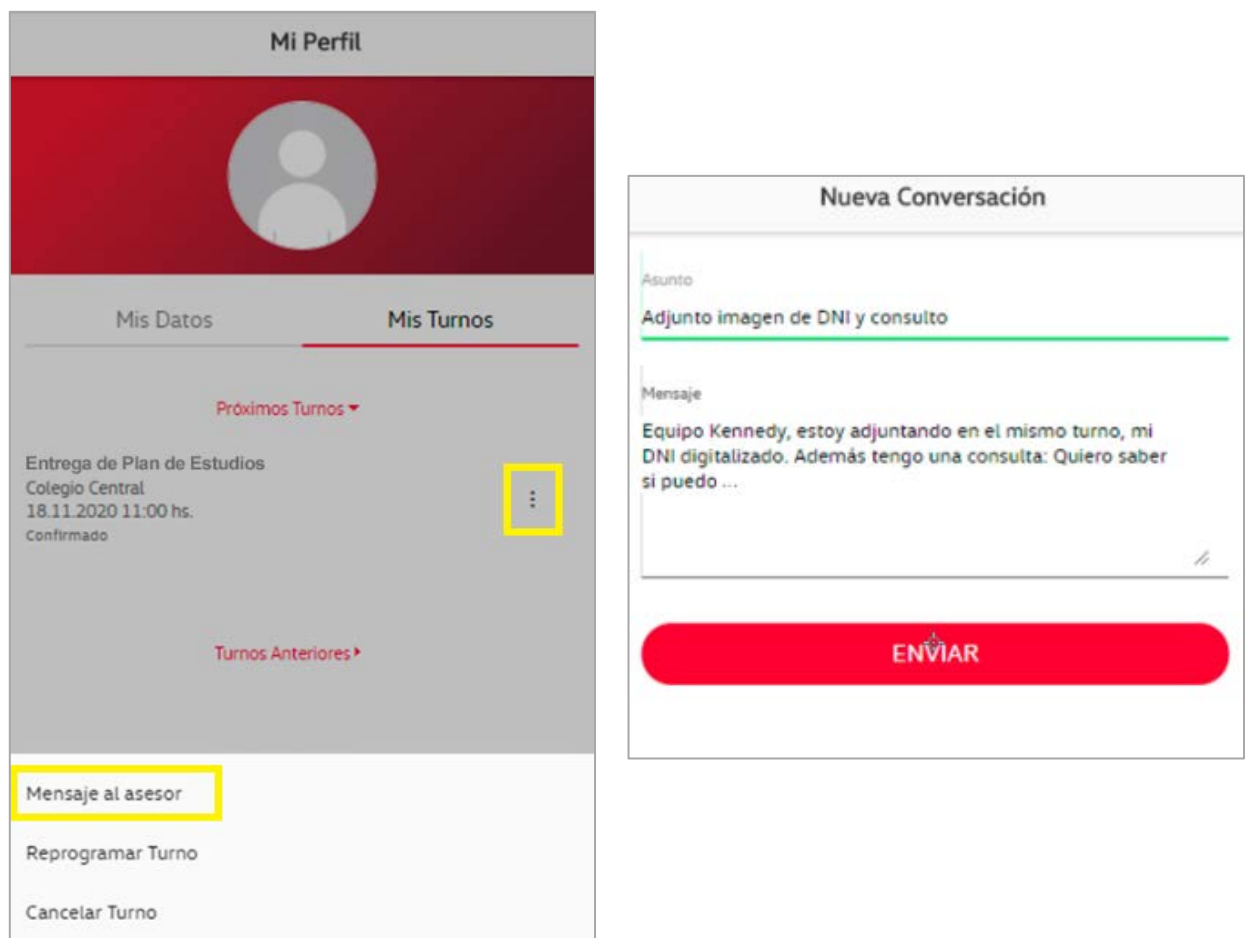 Mi Perfil
Mis Datos
Mis Turnos
Próximos Turnos
Entrega de Plan de Estudios
Colegio Central
18.11.2020 11:00 hs.
Confirmado
Turnos Anteriores
Mensaje al asesor
Reprogramar Turno
Cancelar Turno
Nueva Conversación
Asunto
Adjunto imagen de DNI y consulto
Mensaje
Equipo Kennedy, estoy adjuntando en el mismo turno, mi
DNI digitalizado. Además tengo una consulta: Quiero saber
si puedo ...
ENVIAR